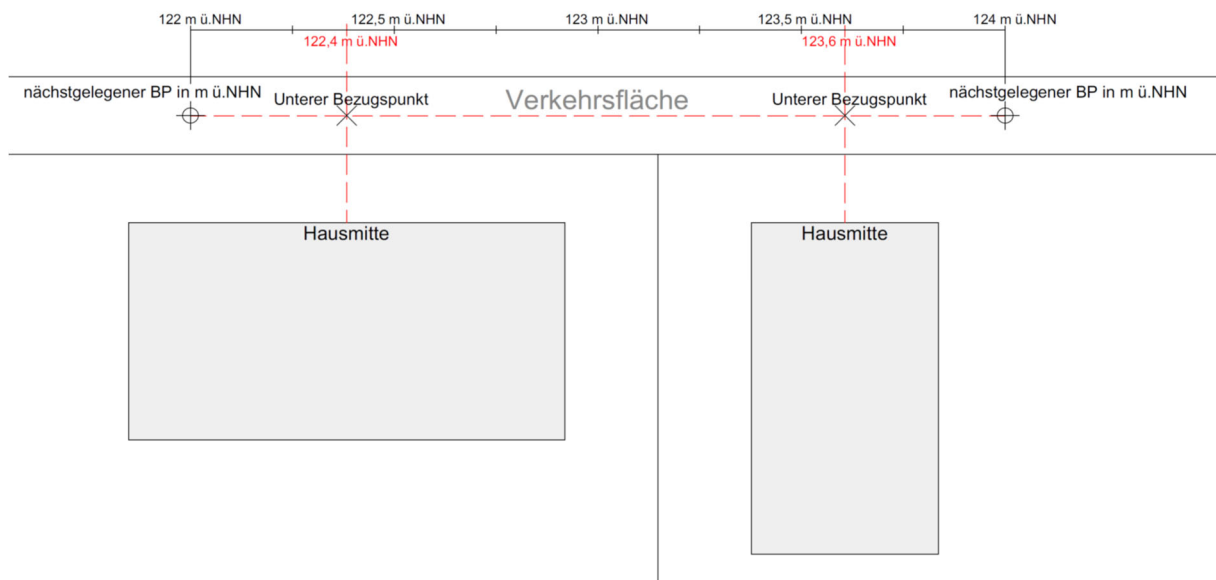 122 m ü.NHN
122,5 m ü.NHN
123 m ü.NHN
123,5 m ü.NHN
124 m ü.NHN
122,4 m ü.NHN
123,6 m ü.NHN
nächstgelegener BP in m ü.NHN
Unterer Bezugspunkt
Verkehrsfläche
Unterer Bezugspunkt
nächstgelegener BP in m ü.NHN
Hausmitte
Hausmitte